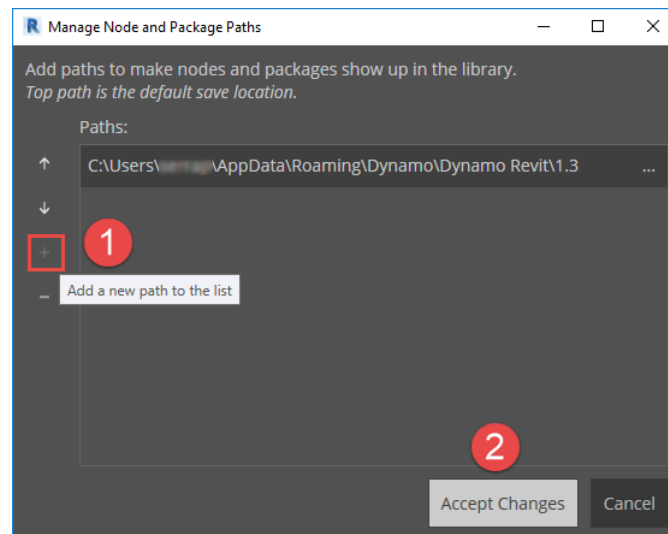 Manage Node and Package Paths
Add paths to make nodes and packages show up in the library.
Top path is the default save location.
Paths:
C:\Users\ \AppData\Roaming\Dynamo\Dynamo Revit\1.3 ...
1
Add a new path to the list
2
Accept Changes Cancel